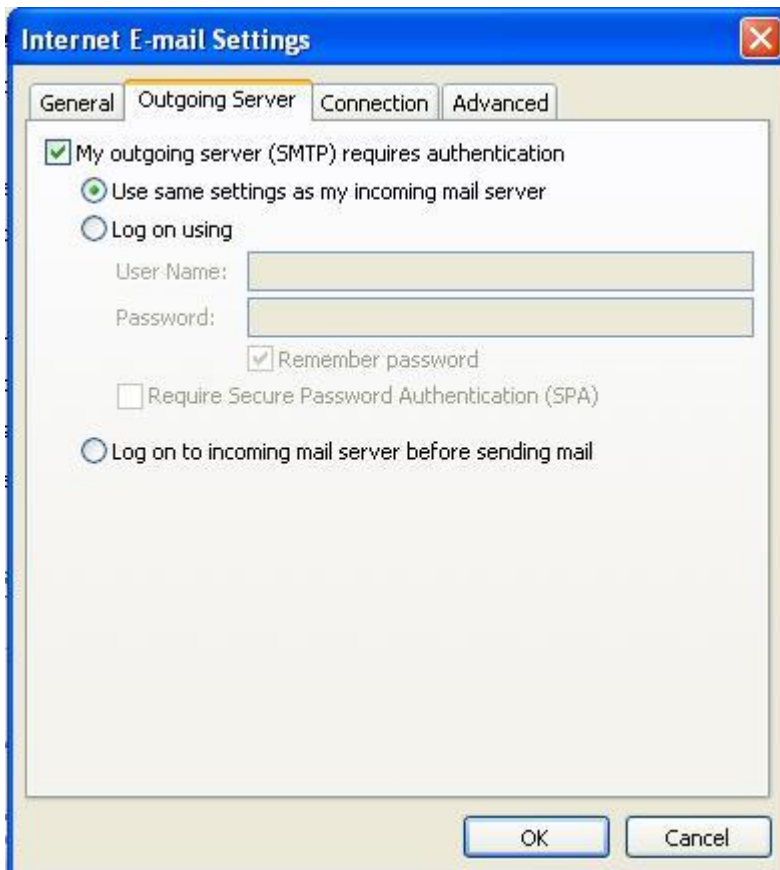 Internet E-mail Settings
General Outgoing Server Connection Advanced
My outgoing server (SMTP) requires authentication
Use same settings as my incoming mail server
Log on using
User Name:
Password:
Remember password
Require Secure Password Authentication (SPA)
Log on to incoming mail server before sending mail
OK Cancel